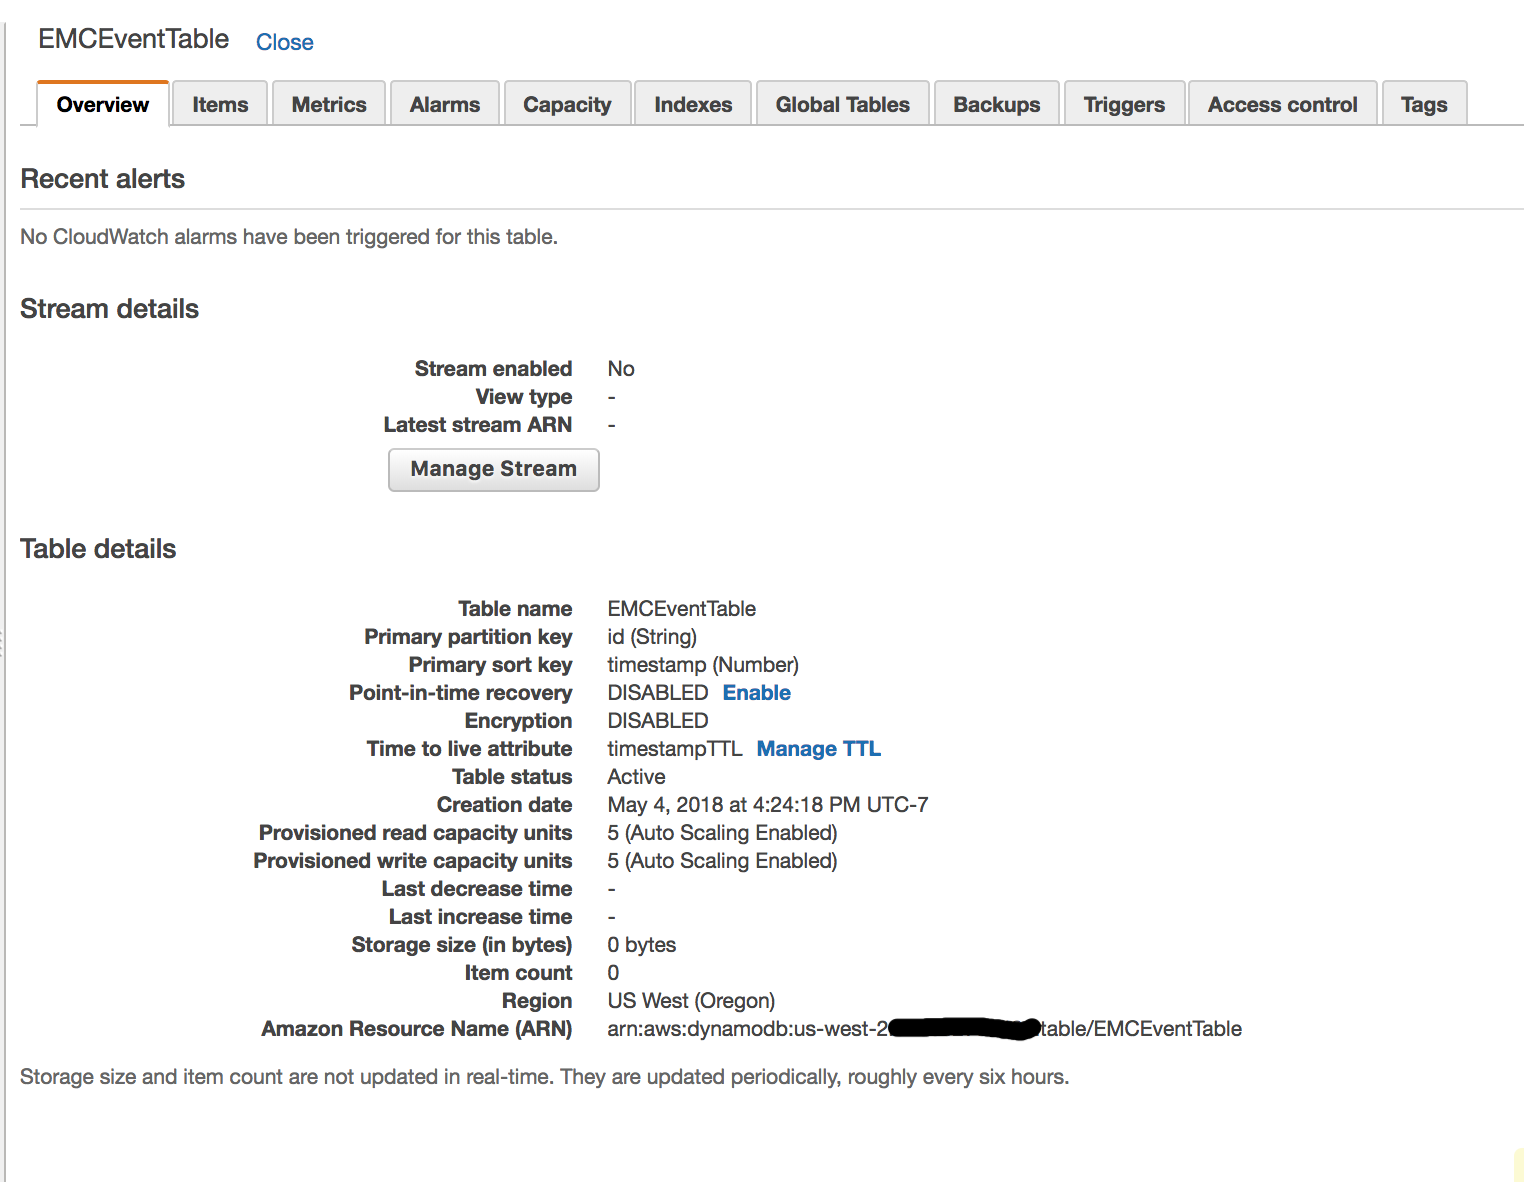 EMCEventTable Close
Overview Items Metrics Alarms Capacity Indexes Global Tables Backups Triggers Access control Tags
Recent alerts
No CloudWatch alarms have been triggered for this table.
Stream details
Stream enabled No
View type -
Latest stream ARN -
Manage Stream
Table details
Table name EMCEventTable
Primary partition key id (String)
Primary sort key timestamp (Number)
Point-in-time recovery DISABLED Enable
Encryption DISABLED
Time to live attribute timestampTTL Manage TTL
Table status Active
Creation date May 4, 2018 at 4:24:18 PM UTC-7
Provisioned read capacity units 5 (Auto Scaling Enabled)
Provisioned write capacity units 5 (Auto Scaling Enabled)
Last decrease time -
Last increase time -
Storage size (in bytes) 0 bytes
Item count 0
Region US West (Oregon)
Amazon Resource Name (ARN) arn:aws:dynamodb:us-west-2 table/EMCEventTable
Storage size and item count are not updated in real-time. They are updated periodically, roughly every six hours.